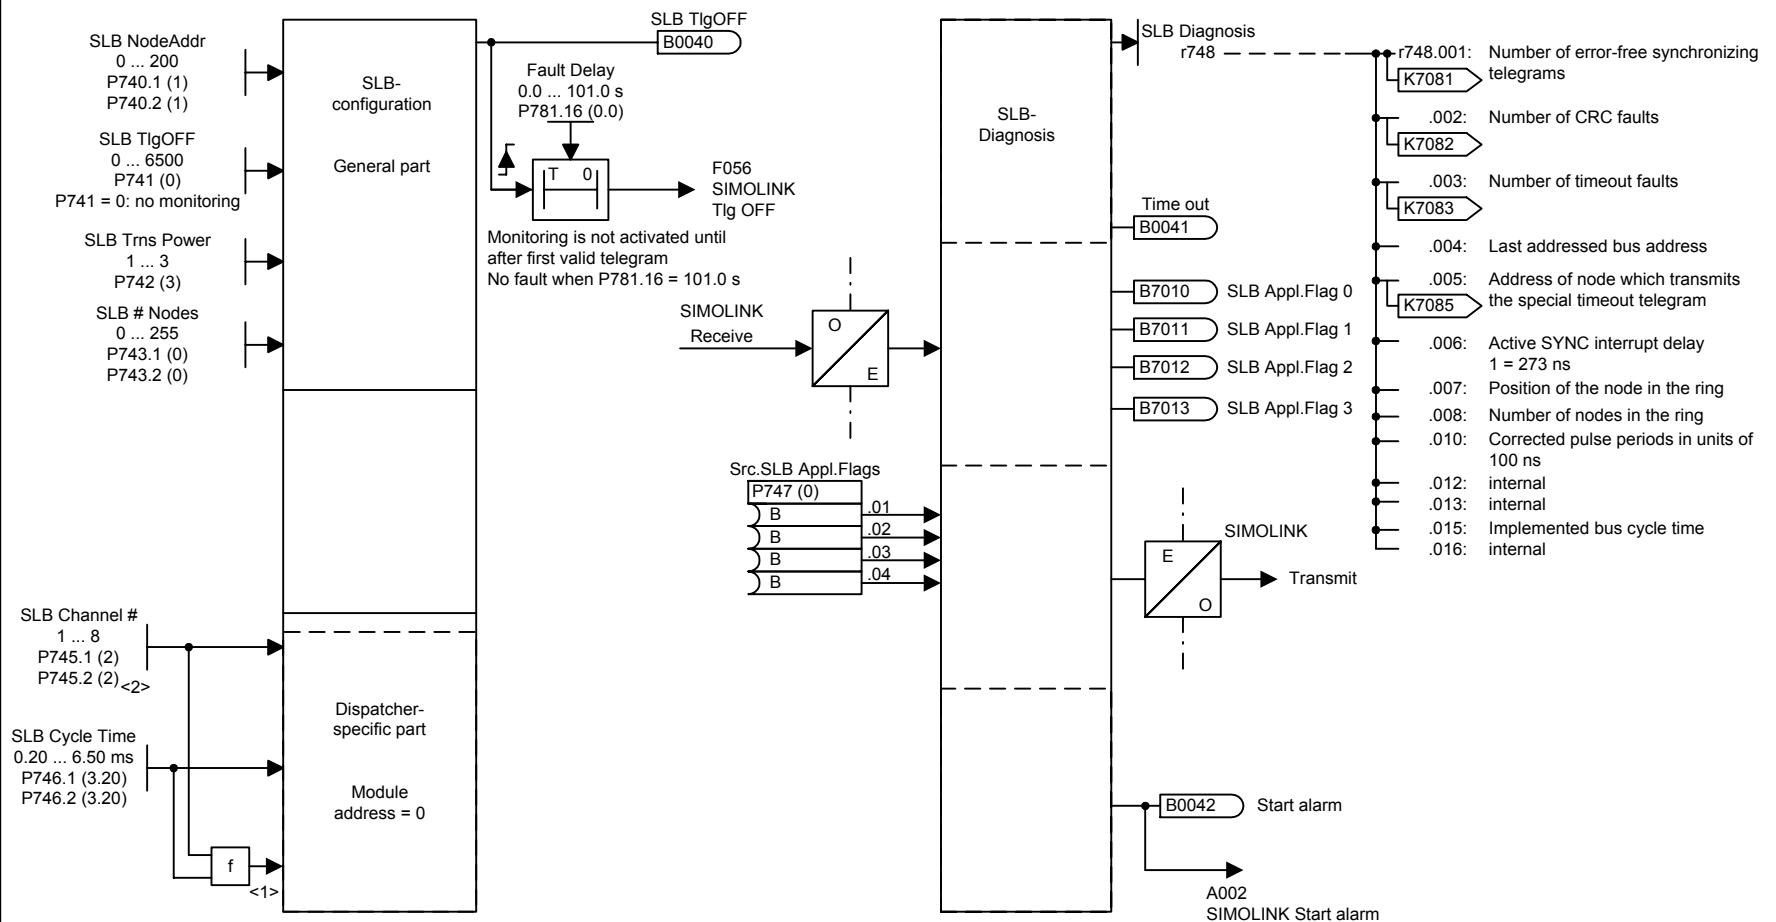 SLB NodeAddr
0 ... 200
P740.1 (1)
P740.2 (1)
SLB TlgOFF
0 ... 6500
P741 (0)
P741 = 0: no monitoring
SLB Trns Power
1 ... 3
P742 (3)
SLB # Nodes
0 ... 255
P743.1 (0)
P743.2 (0)
SLB Channel #
1 ... 8
P745.1 (2)
P745.2 (2)
<2>
SLB Cycle Time
0.20 ... 6.50 ms
P746.1 (3.20)
P746.2 (3.20)
f
<1>
SLB-
configuration
General part
Dispatcher-
specific part
Module
address = 0
SLB TlgOFF
B0040
Fault Delay
0.0 ... 101.0 s
P781.16 (0.0)
T 0
F056
SIMOLINK
Tlg OFF
Monitoring is not activated until
after first valid telegram
No fault when P781.16 = 101.0 s
SIMOLINK
Receive
O
E
Src.SLB Appl.Flags
P747 (0)
B .01
B .02
B .03
B .04
SLB-
Diagnosis
SLB Diagnosis
r748
Time out
B0041
B7010 SLB Appl.Flag 0
B7011 SLB Appl.Flag 1
B7012 SLB Appl.Flag 2
B7013 SLB Appl.Flag 3
SIMOLINK
E
O
Transmit
B0042 Start alarm
A002
SIMOLINK Start alarm
r748.001: Number of error-free synchronizing
telegrams
K7081
.002: Number of CRC faults
K7082
.003: Number of timeout faults
K7083
.004: Last addressed bus address
.005: Address of node which transmits
the special timeout telegram
K7085
.006: Active SYNC interrupt delay
1 = 273 ns
.007: Position of the node in the ring
.008: Number of nodes in the ring
.010: Corrected pulse periods in units of
100 ns
.012: internal
.013: internal
.015: Implemented bus cycle time
.016: internal